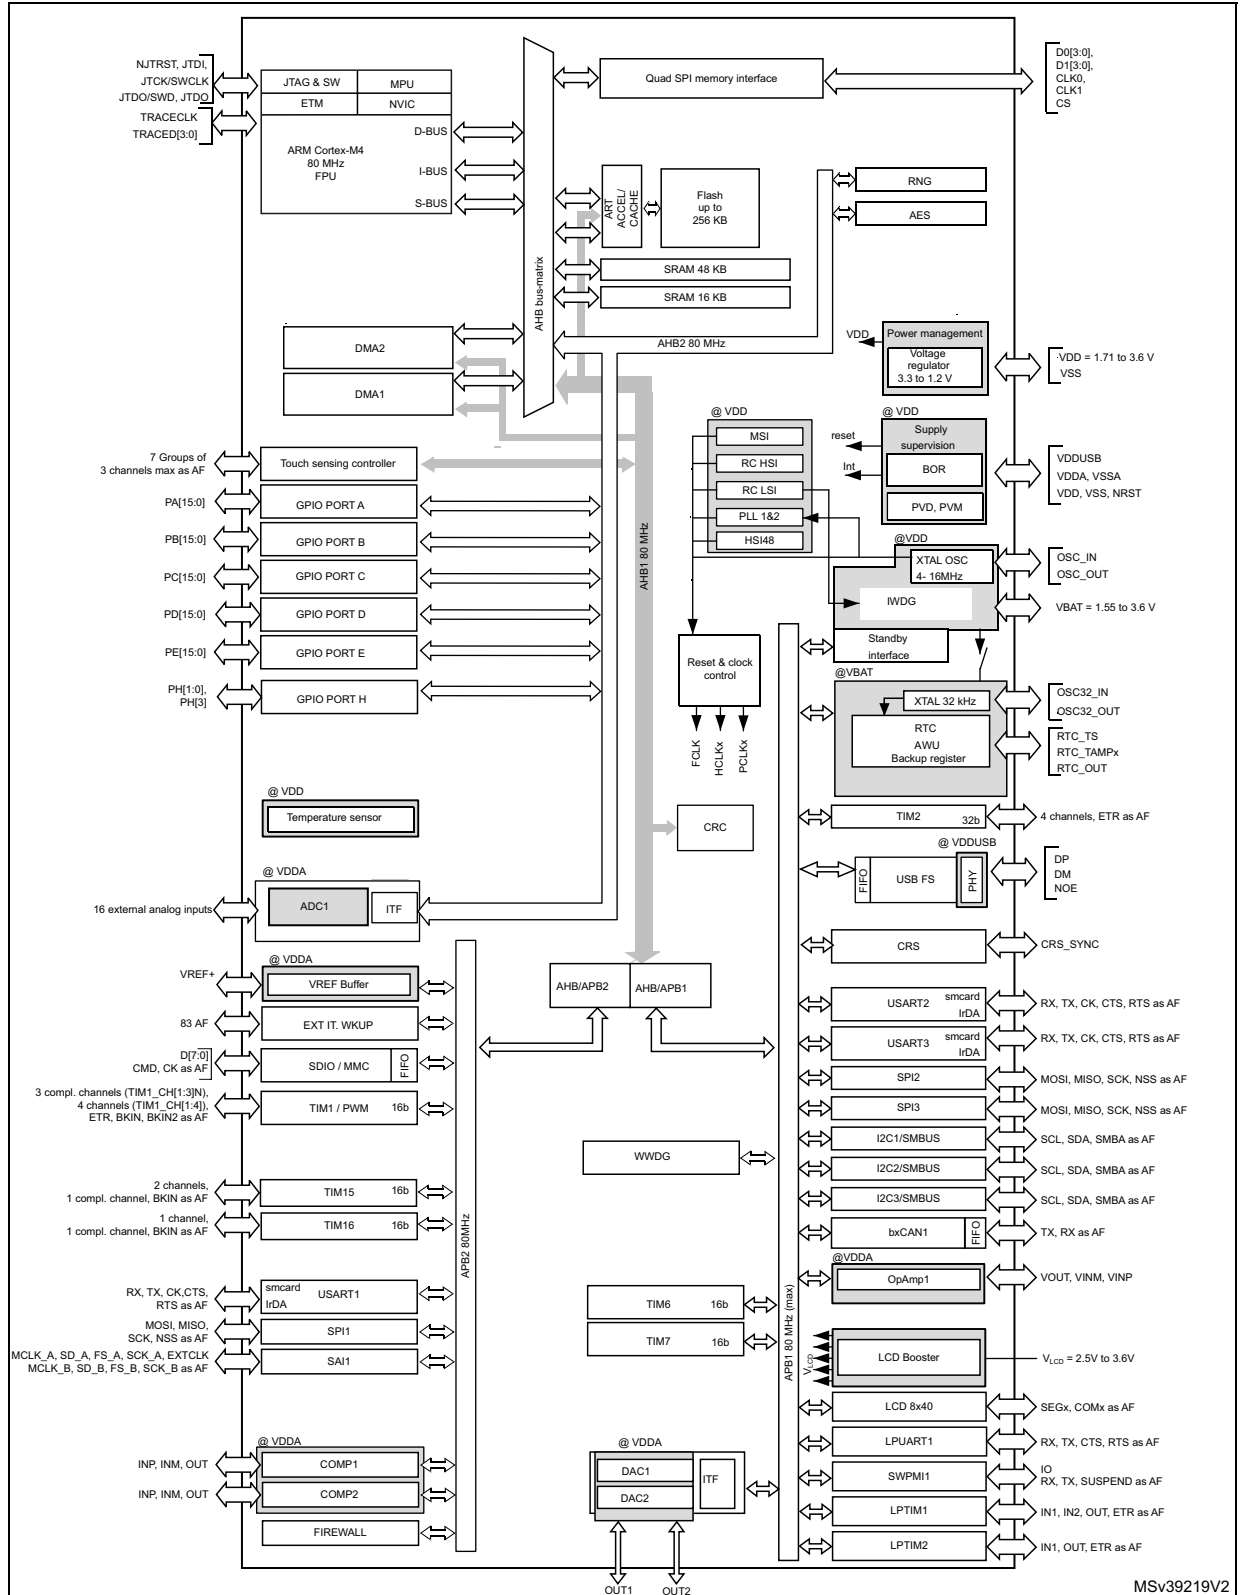 NJTRST, JTDI,
JTCK/SWCLK
JTDO/SWD, JTDO
TRACECLK
TRACED[3:0]
JTAG & SW
MPU
ETM
NVIC
ARM Cortex-M4
80 MHz
FPU
D-BUS
I-BUS
S-BUS
AHB bus-matrix
Quad SPI memory interface
D0[3:0],
D1[3:0],
CLK0,
CLK1
CS
ART
ACCEL/
CACHE
Flash
up to
256 KB
RNG
AES
SRAM 48 KB
SRAM 16 KB
AHB2 80 MHz
DMA2
DMA1
VDD
Power management
Voltage
regulator
3.3 to 1.2 V
VDD = 1.71 to 3.6 V
VSS
@ VDD
MSI
RC HSI
RC LSI
PLL 1&2
HSI48
@ VDD
reset
Int
Supply
supervision
BOR
PVD, PVM
VDDUSB
VDDA, VSSA
VDD, VSS, NRST
7 Groups of
3 channels max as AF
Touch sensing controller
PA[15:0]
GPIO PORT A
PB[15:0]
GPIO PORT B
PC[15:0]
GPIO PORT C
PD[15:0]
GPIO PORT D
PE[15:0]
GPIO PORT E
PH[1:0],
PH[3]
GPIO PORT H
AHB1 80 MHz
@VDD
XTAL OSC
4- 16MHz
IWDG
OSC_IN
OSC_OUT
VBAT = 1.55 to 3.6 V
Standby
interface
Reset & clock
control
FCLK
HCLKx
PCLKx
@VBAT
XTAL 32 kHz
RTC
AWU
Backup register
OSC32_IN
OSC32_OUT
RTC_TS
RTC_TAMPx
RTC_OUT
@ VDD
Temperature sensor
CRC
TIM2
32b
4 channels, ETR as AF
@ VDDUSB
FIFO
USB FS
PHY
DP
DM
NOE
@ VDDA
16 external analog inputs
ADC1
ITF
CRS
CRS_SYNC
VREF+
@ VDDA
VREF Buffer
AHB/APB2
AHB/APB1
83 AF
EXT IT. WKUP
D[7:0]
CMD, CK as AF
SDIO / MMC
FIFO
3 compl. channels (TIM1_CH[1:3]N),
4 channels (TIM1_CH[1:4]),
ETR, BKIN, BKIN2 as AF
TIM1 / PWM
16b
USART2
smcard
IrDA
RX, TX, CK, CTS, RTS as AF
USART3
smcard
IrDA
RX, TX, CK, CTS, RTS as AF
SPI2
MOSI, MISO, SCK, NSS as AF
SPI3
MOSI, MISO, SCK, NSS as AF
WWDG
I2C1/SMBUS
SCL, SDA, SMBA as AF
I2C2/SMBUS
SCL, SDA, SMBA as AF
I2C3/SMBUS
SCL, SDA, SMBA as AF
bxCAN1
FIFO
TX, RX as AF
2 channels,
1 compl. channel, BKIN as AF
TIM15
16b
1 channel,
1 compl. channel, BKIN as AF
TIM16
16b
APB2 80MHz
@VDDA
OpAmp1
VOUT, VINM, VINP
RX, TX, CK,CTS,
RTS as AF
smcard
IrDA
USART1
MOSI, MISO,
SCK, NSS as AF
SPI1
MCLK_A, SD_A, FS_A, SCK_A, EXTCLK
MCLK_B, SD_B, FS_B, SCK_B as AF
SAI1
TIM6
16b
TIM7
16b
APB1 80 MHz (max)
VLCD
LCD Booster
VLCD = 2.5V to 3.6V
LCD 8x40
SEGx, COMx as AF
LPUART1
RX, TX, CTS, RTS as AF
SWPMI1
IO
RX, TX, SUSPEND as AF
LPTIM1
IN1, IN2, OUT, ETR as AF
LPTIM2
IN1, OUT, ETR as AF
@ VDDA
INP, INM, OUT
COMP1
INP, INM, OUT
COMP2
FIREWALL
@ VDDA
DAC1
DAC2
ITF
OUT1
OUT2
MSv39219V2